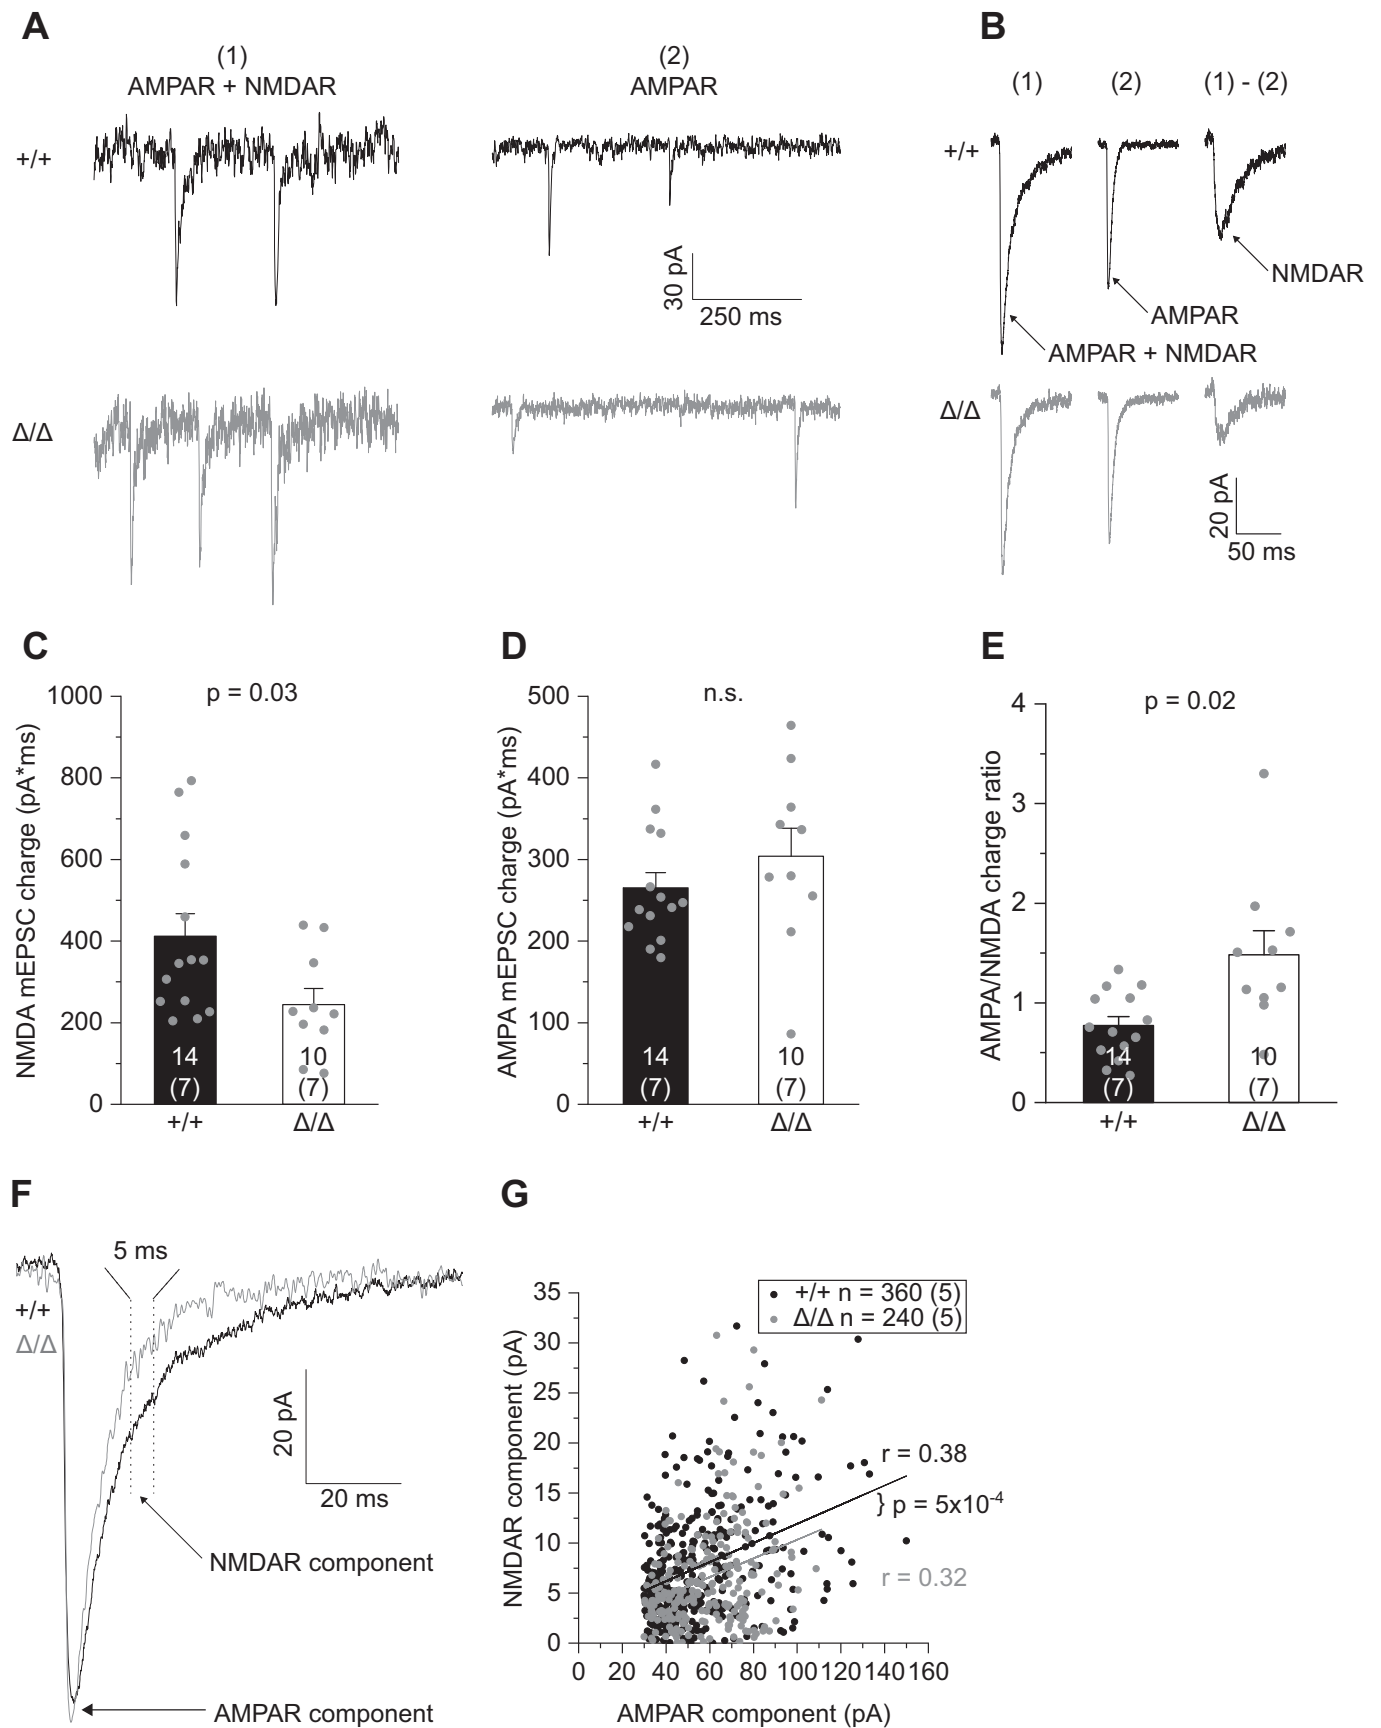 A
(1)
AMPAR + NMDAR
(2)
AMPAR
+/+
30 pA
250 ms
Δ/Δ
B
(1)
(2)
(1) - (2)
+/+
NMDAR
AMPAR
AMPAR + NMDAR
Δ/Δ
20 pA
50 ms
C
p = 0.03
NMDA mEPSC charge (pA*ms)
1000
800
600
400
200
0
14
(7)
10
(7)
+/+
Δ/Δ
D
n.s.
AMPA mEPSC charge (pA*ms)
500
400
300
200
100
0
14
(7)
10
(7)
+/+
Δ/Δ
E
p = 0.02
AMPA/NMDA charge ratio
4
3
2
1
0
14
(7)
10
(7)
+/+
Δ/Δ
F
5 ms
+/+
Δ/Δ
20 pA
20 ms
NMDAR component
AMPAR component
G
+/+ n = 360 (5)
Δ/Δ n = 240 (5)
NMDAR component (pA)
35
30
25
20
15
10
5
0
r = 0.38
} p = 5x10⁻⁴
r = 0.32
0 20 40 60 80 100 120 140 160
AMPAR component (pA)